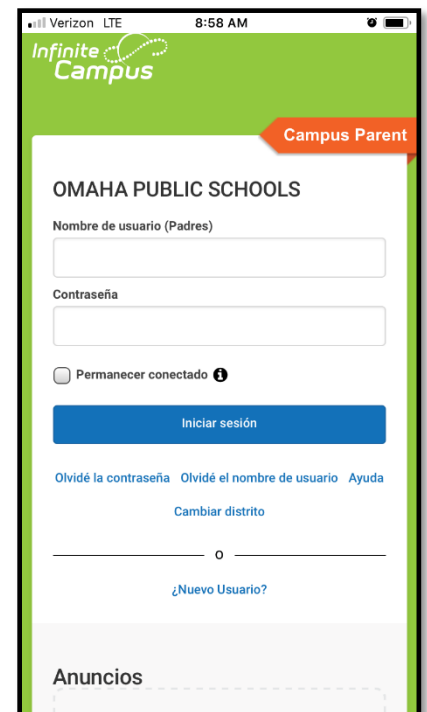 Verizon LTE 8:58 AM
Infinite
Campus
Campus Parent
OMAHA PUBLIC SCHOOLS
Nombre de usuario (Padres)
Contraseña
Permanecer conectado
Iniciar sesión
Olvidé la contraseña Olvidé el nombre de usuario Ayuda
Cambiar distrito
O
¿Nuevo Usuario?
Anuncios